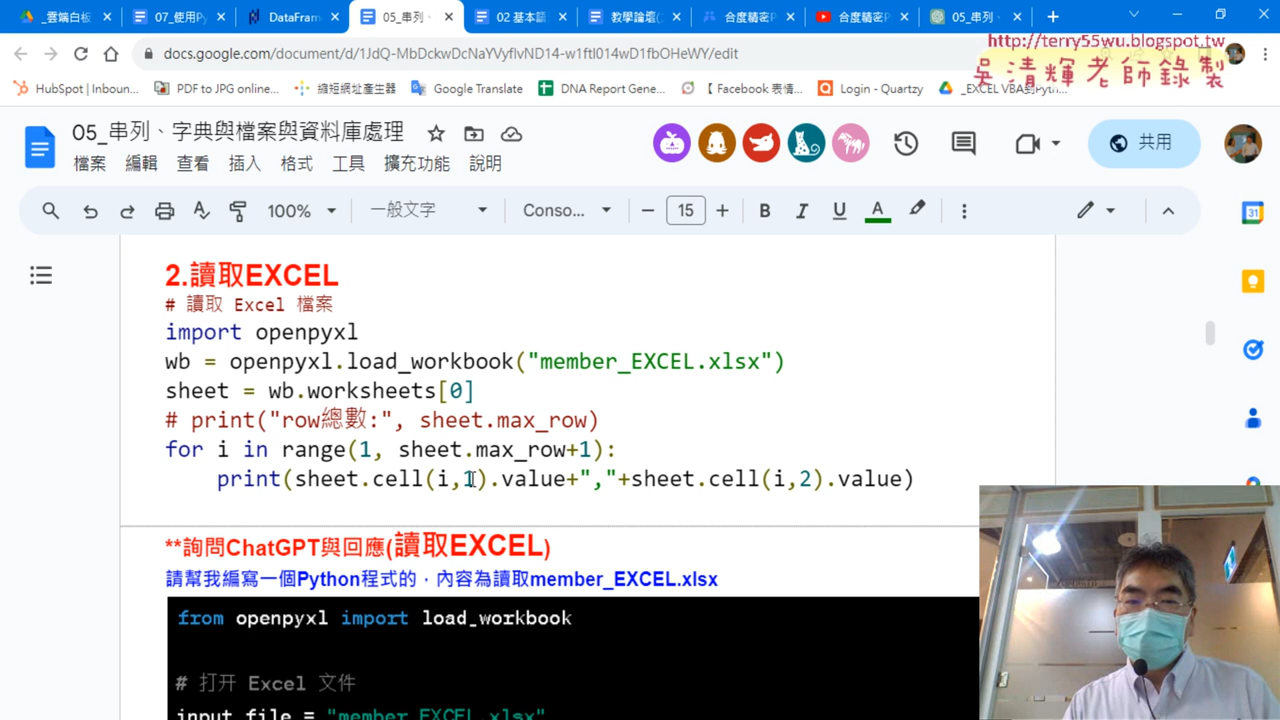 _雲端白板
07_使用Py
DataFram
05_串列、
02 基本語
教學論壇(
合度精密P
合度精密P
05_串列、
docs.google.com/document/d/1JdQ-MbDckwDcNaYVyflvND14-w1ftl014wD1fbOHeWY/edit
http://terry55wu.blogspot.tw
吳清輝老師錄製
HubSpot | Inboun...
PDF to JPG online...
縮短網址產生器
Google Translate
DNA Report Gene...
【 Facebook 表情...
Login - Quartzy
_EXCEL VBA到Pyth...
05_串列、字典與檔案與資料庫處理
檔案 編輯 查看 插入 格式 工具 擴充功能 說明
共用
100%
一般文字
Conso...
15
B I U A
31
2.讀取EXCEL
# 讀取 Excel 檔案
import openpyxl
wb = openpyxl.load_workbook("member_EXCEL.xlsx")
sheet = wb.worksheets[0]
# print("row總數:", sheet.max_row)
for i in range(1, sheet.max_row+1):
print(sheet.cell(i,1).value+","+sheet.cell(i,2).value)
**詢問ChatGPT與回應(讀取EXCEL)
請幫我編寫一個Python程式的，內容為讀取member_EXCEL.xlsx
from openpyxl import load_workbook
# 打开 Excel 文件
input_file = "member_EXCEL.xlsx"